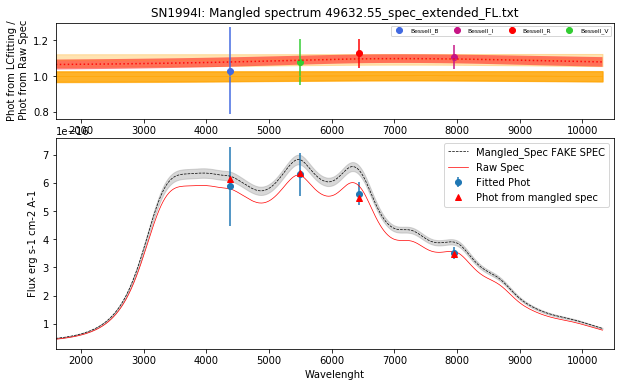 SN1994I: Mangled spectrum 49632.55_spec_extended_FL.txt
Phot from LCfitting /
Phot from Raw Spec
1.2
1.0
0.8
Bessell_B
Bessell_I
Bessell_R
Bessell_V
2000 3000 4000 5000 6000 7000 8000 9000 10000
Flux erg s-1 cm-2 A-1
7
6
5
4
3
2
1
Mangled_Spec FAKE SPEC
Raw Spec
Fitted Phot
Phot from mangled spec
2000 3000 4000 5000 6000 7000 8000 9000 10000
Wavelenght